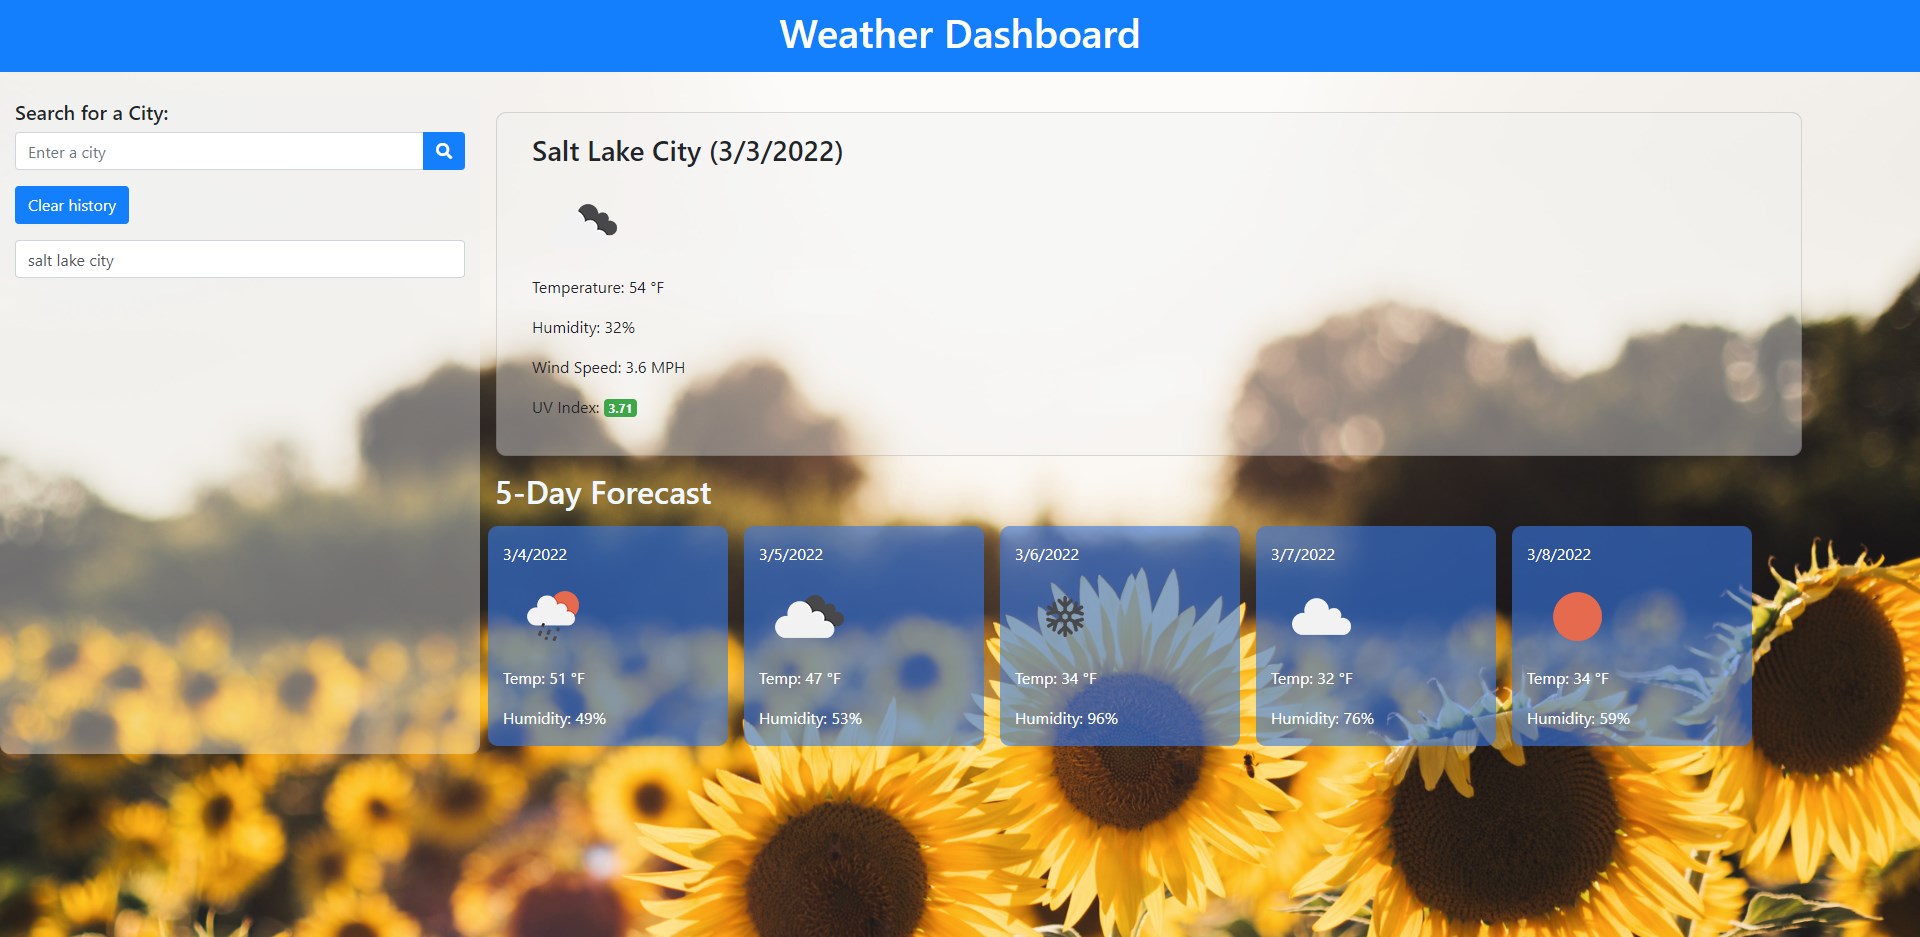 Weather Dashboard
Search for a City:
Enter a city
Clear history
salt lake city
Salt Lake City (3/3/2022)
Temperature: 54 °F
Humidity: 32%
Wind Speed: 3.6 MPH
UV Index: 3.71
5-Day Forecast
3/4/2022
Temp: 51 °F
Humidity: 49%
3/5/2022
Temp: 47 °F
Humidity: 53%
3/6/2022
Temp: 34 °F
Humidity: 96%
3/7/2022
Temp: 32 °F
Humidity: 76%
3/8/2022
Temp: 34 °F
Humidity: 59%